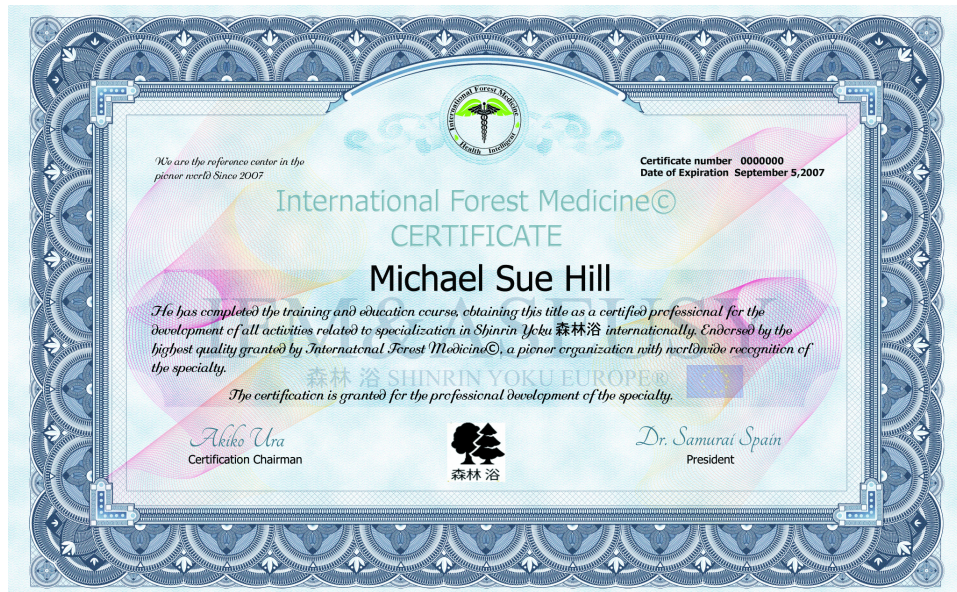 International Forest Medicine
Health Intelligent
We are the reference center in the
picner world Since 2007
Certificate number 0000000
Date of Expiration September 5,2007
International Forest Medicine©
CERTIFICATE
Michael Sue Hill
IFM& ASEUSY
He has completed the training and education course, obtaining this title as a certified professional for the
development of all activities related to specialization in Shinrin Yoku 森林浴 internationally. Endorsed by the
highest quality granted by Internatonal Forest Medicine©, a pioner organization with worldwide recognition of
the specialty.
森林 浴 SHINRIN YOKU EUROPE®
The certification is granted for the professional development of the specialty.
Akiko Ura
Certification Chairman
森林 浴
Dr. Samurai Spain
President